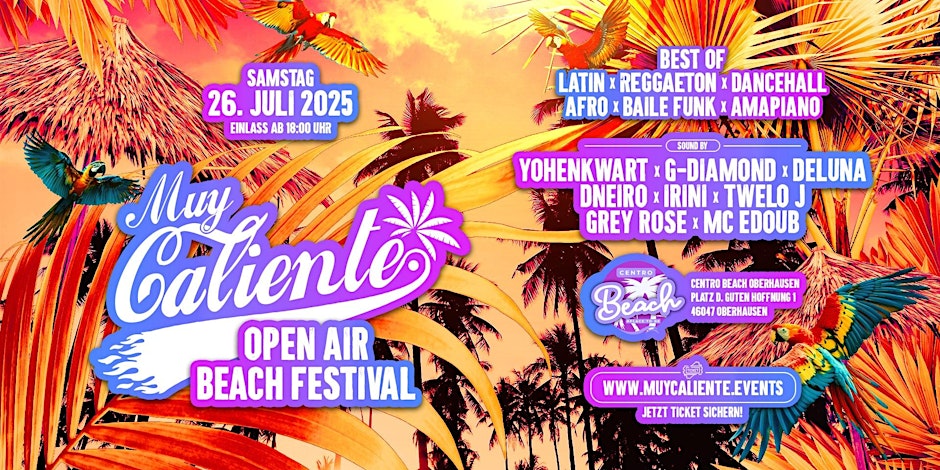 SAMSTAG
26. JULI 2025
EINLASS AB 18:00 UHR
Muy
Caliente.
OPEN AIR
BEACH FESTIVAL
BEST OF
LATIN x REGGAETON x DANCEHALL
AFRO x BAILE FUNK x AMAPIANO
SOUND BY
YOHENKWART x G-DIAMOND x DELUNA
DNEIRO x IRINI x TWELO J
GREY ROSE x MC EDOUB
CENTRO
Beach
CENTRO BEACH OBERHAUSEN
PLATZ D. GUTEN HOFFNUNG 1
46047 OBERHAUSEN
WWW.MUYCALIENTE.EVENTS
JETZT TICKET SICHERN!